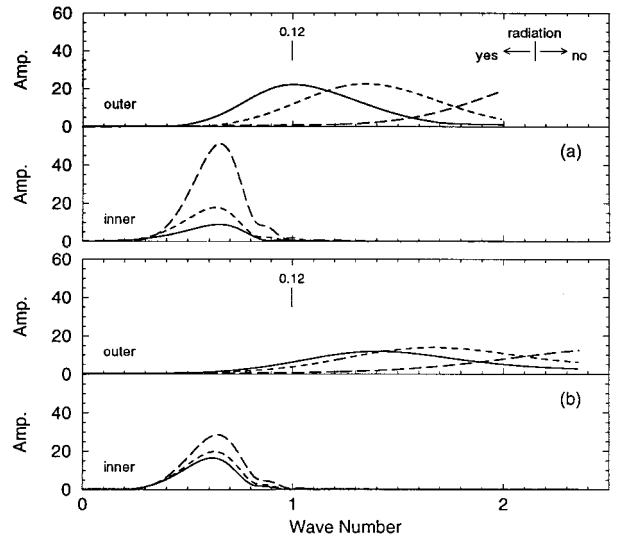 60
40
20
0
Amp.
0.12
radiation
yes
no
outer
(a)
40
20
0
Amp.
inner
60
40
20
0
Amp.
0.12
outer
(b)
40
20
0
Amp.
inner
0
1
2
Wave Number